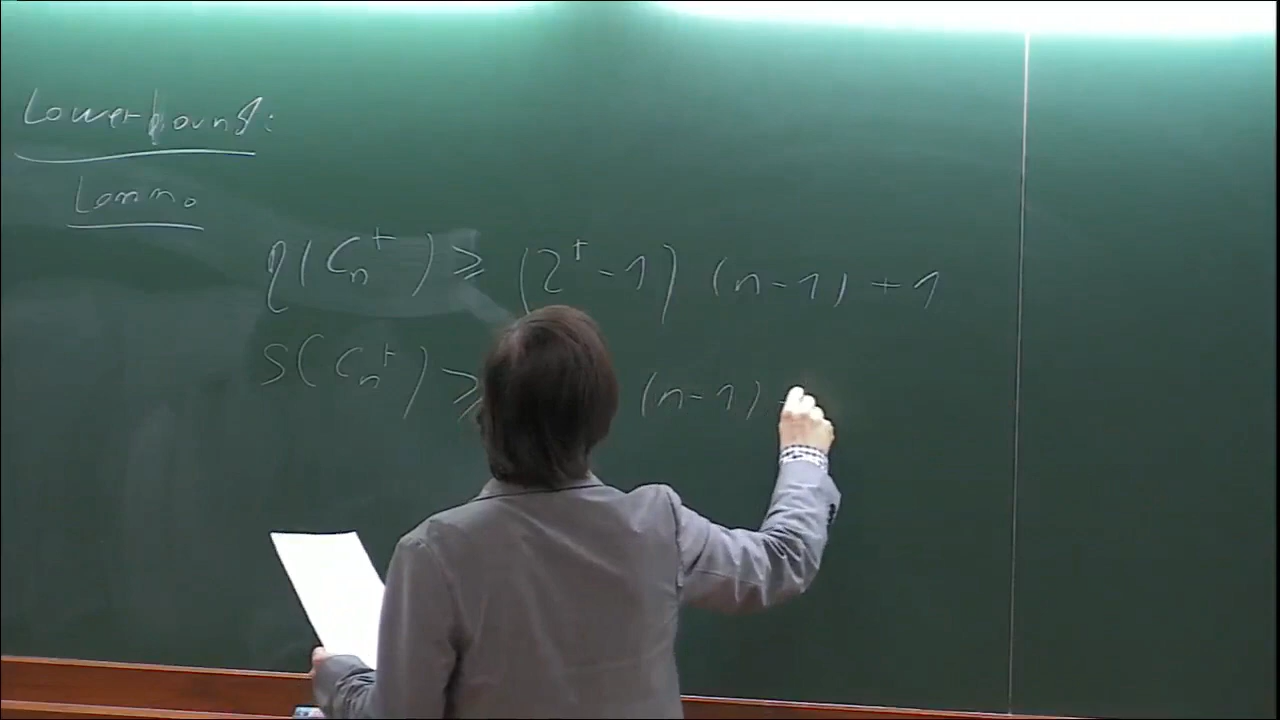 Lower bound:
Lemma
η(C_n^r) ≥ (2^r - 1) (n - 1) + 1
s(C_n^r) ≥ (n - 1)